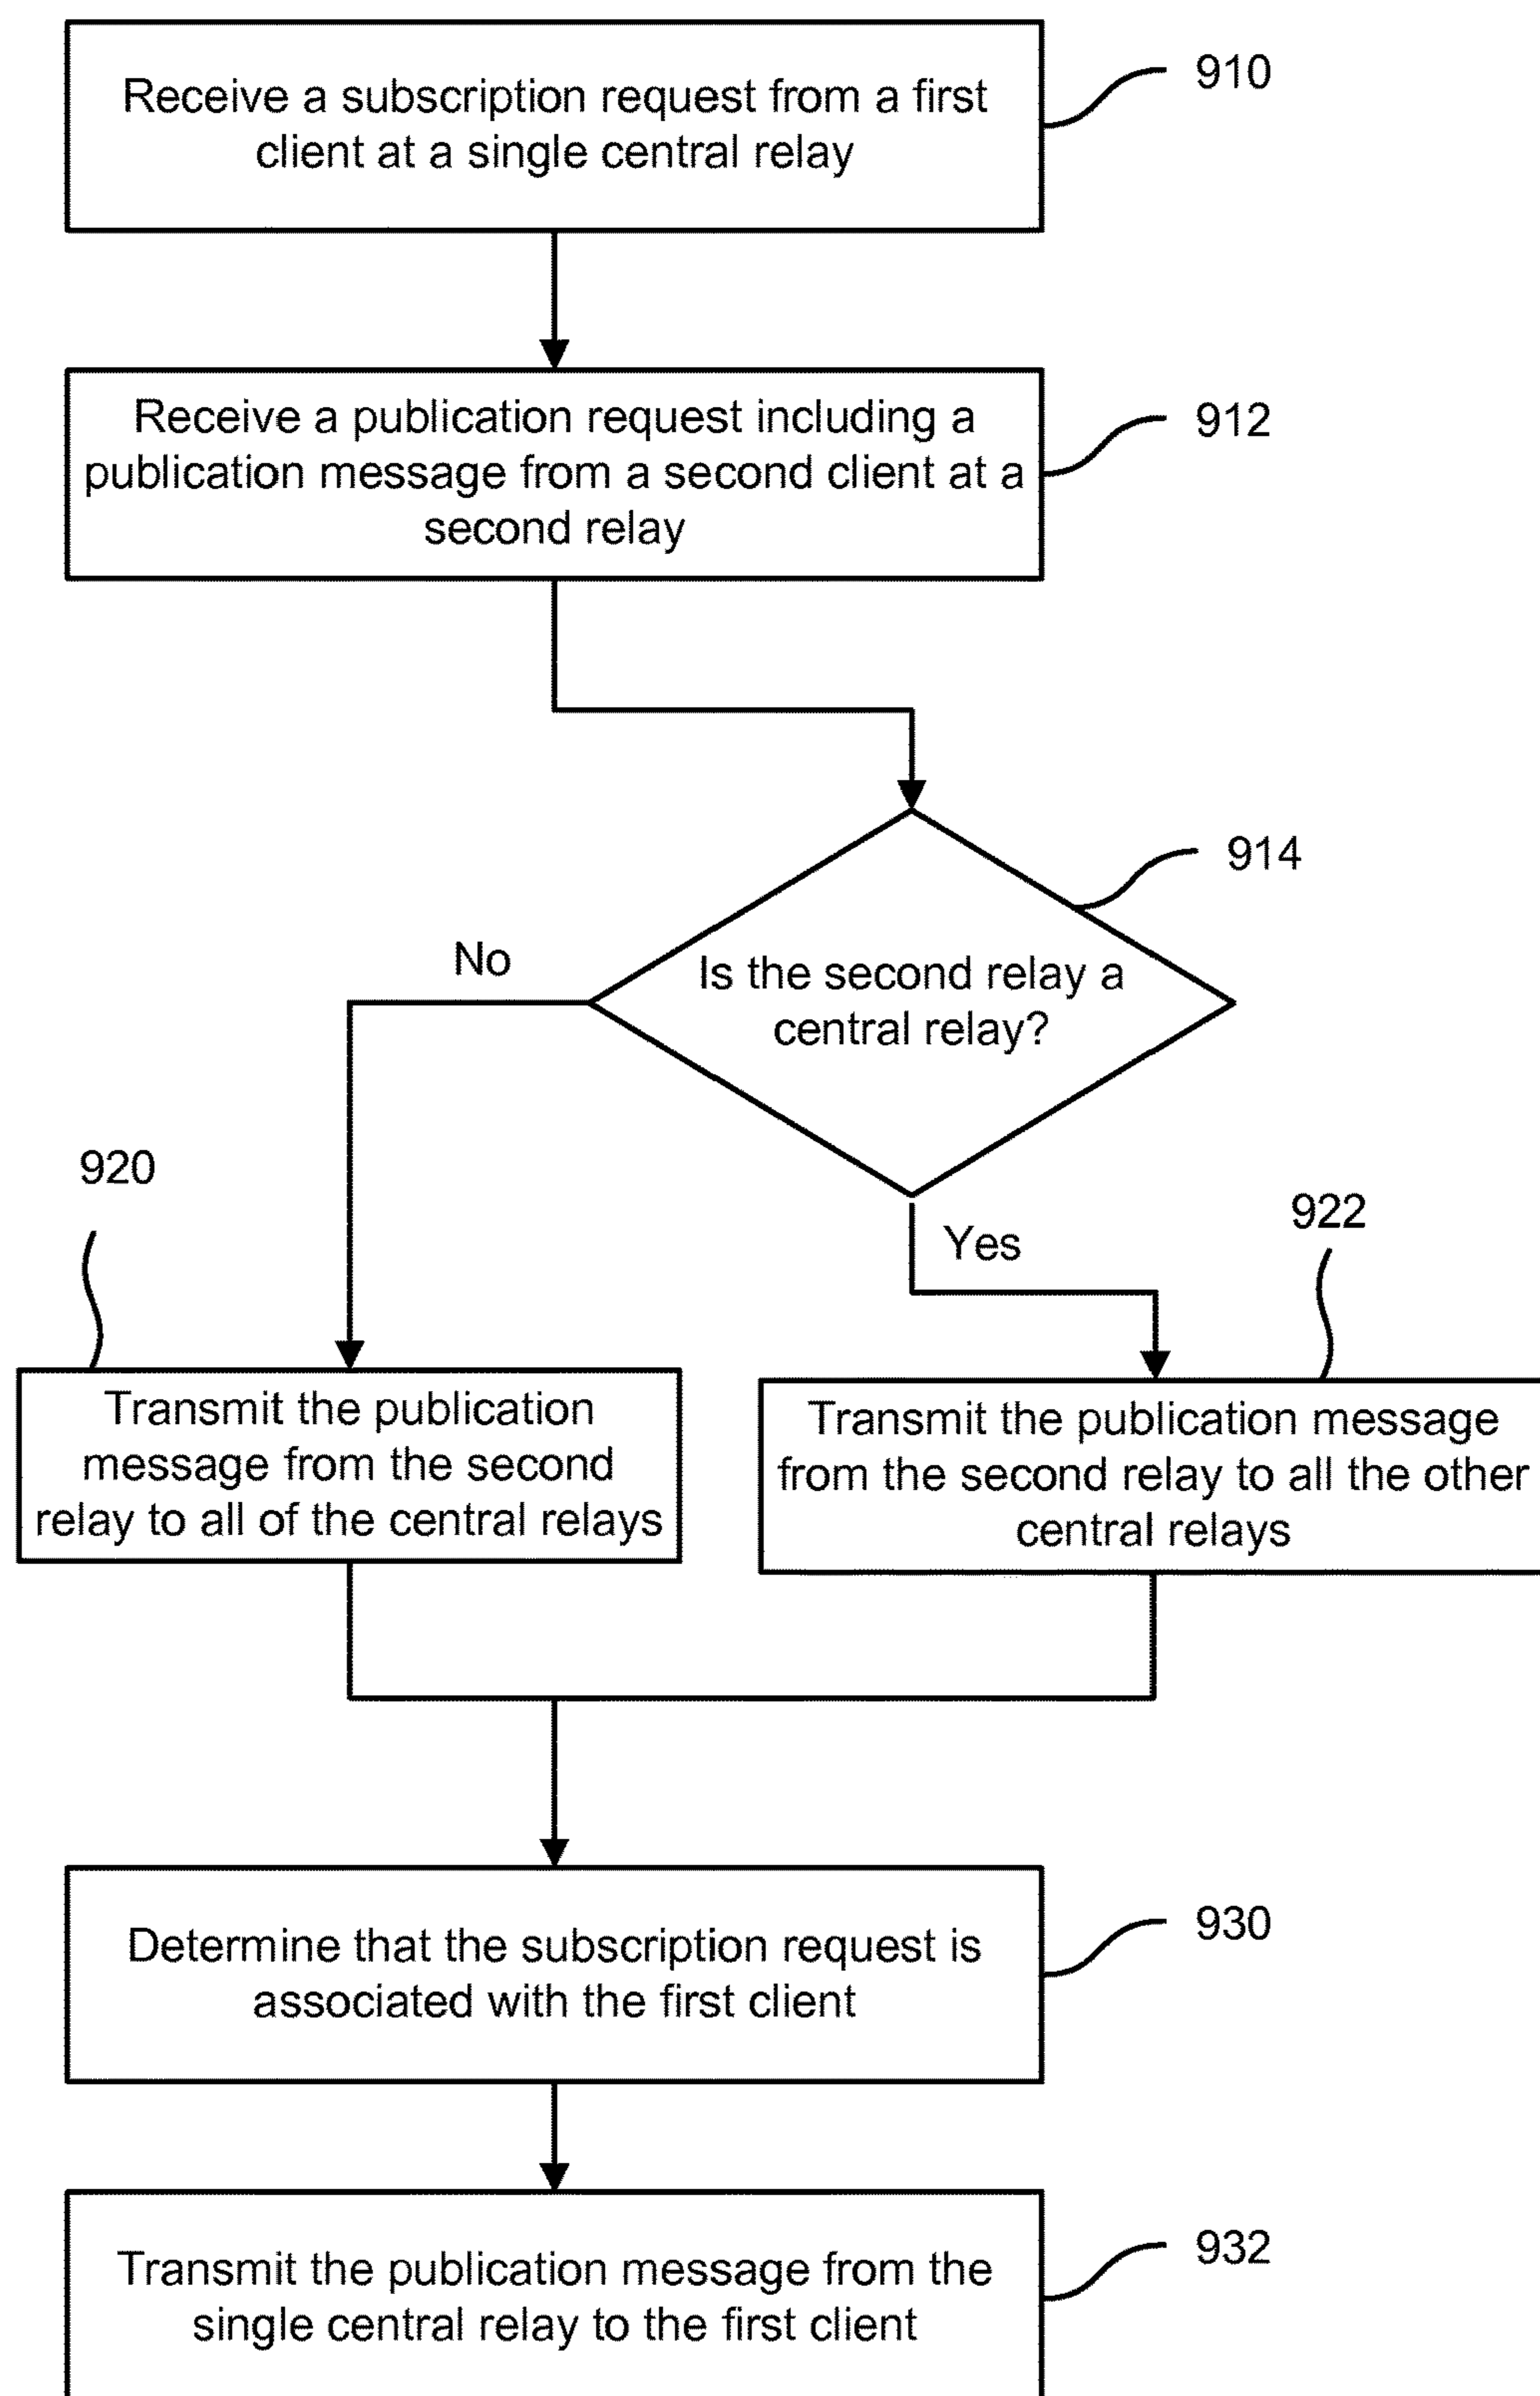 Receive a subscription request from a first
client at a single central relay
910
Receive a publication request including a
publication message from a second client at a
second relay
912
914
Is the second relay a
central relay?
No
Yes
920
Transmit the publication
message from the second
relay to all of the central relays
922
Transmit the publication message
from the second relay to all the other
central relays
Determine that the subscription request is
associated with the first client
930
Transmit the publication message from the
single central relay to the first client
932